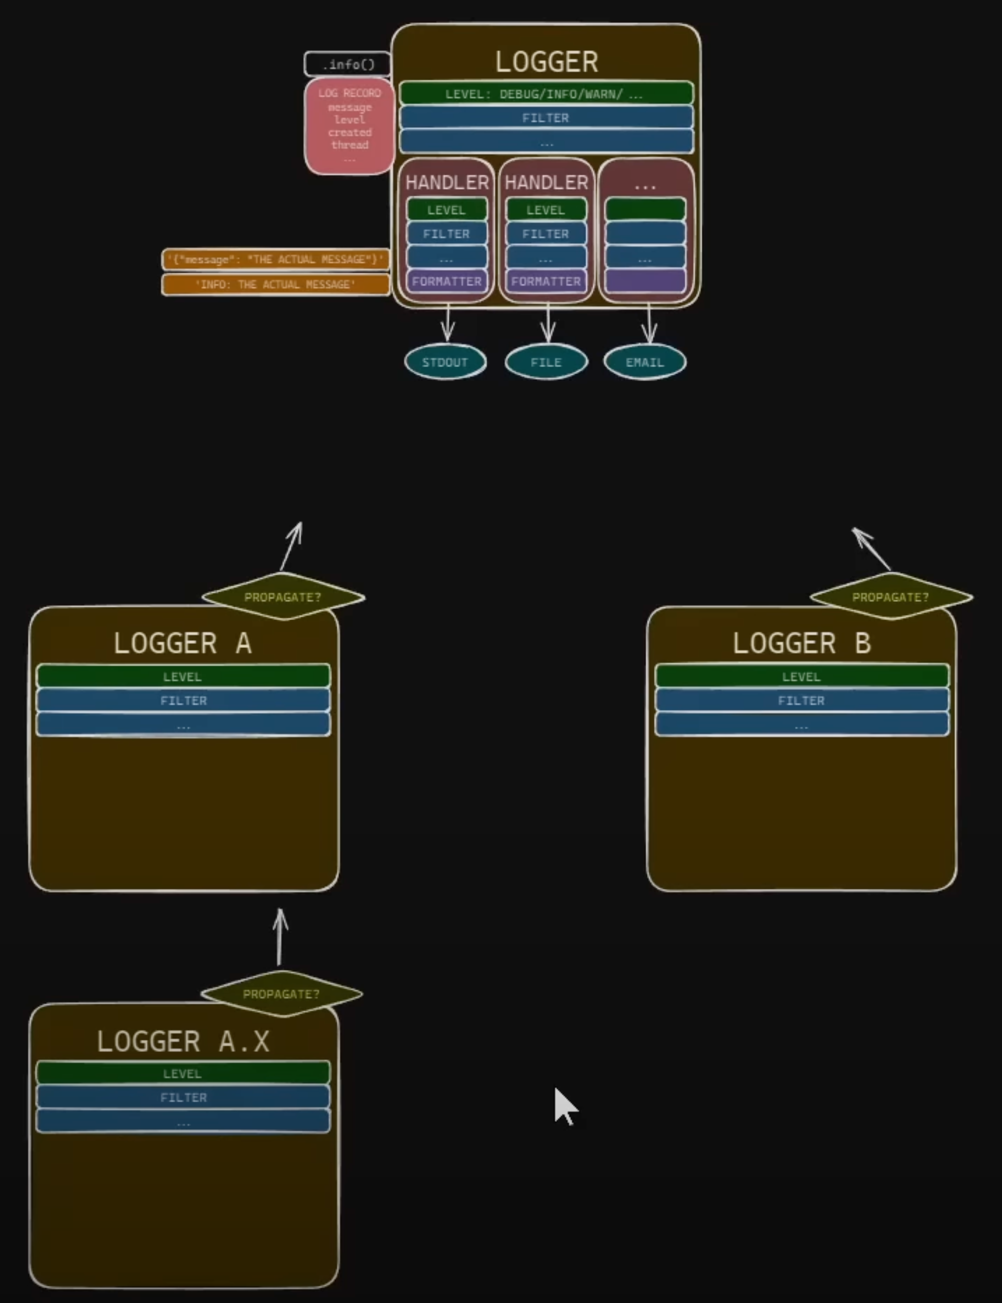 .info()
LOG RECORD
message
level
created
thread
...
LOGGER
LEVEL: DEBUG/INFO/WARN/ ...
FILTER
...
HANDLER
LEVEL
FILTER
...
FORMATTER
HANDLER
LEVEL
FILTER
...
FORMATTER
...
...
'{"message": "THE ACTUAL MESSAGE"}'
'INFO: THE ACTUAL MESSAGE'
STDOUT
FILE
EMAIL
PROPAGATE?
LOGGER A
LEVEL
FILTER
...
PROPAGATE?
LOGGER B
LEVEL
FILTER
...
PROPAGATE?
LOGGER A.X
LEVEL
FILTER
...